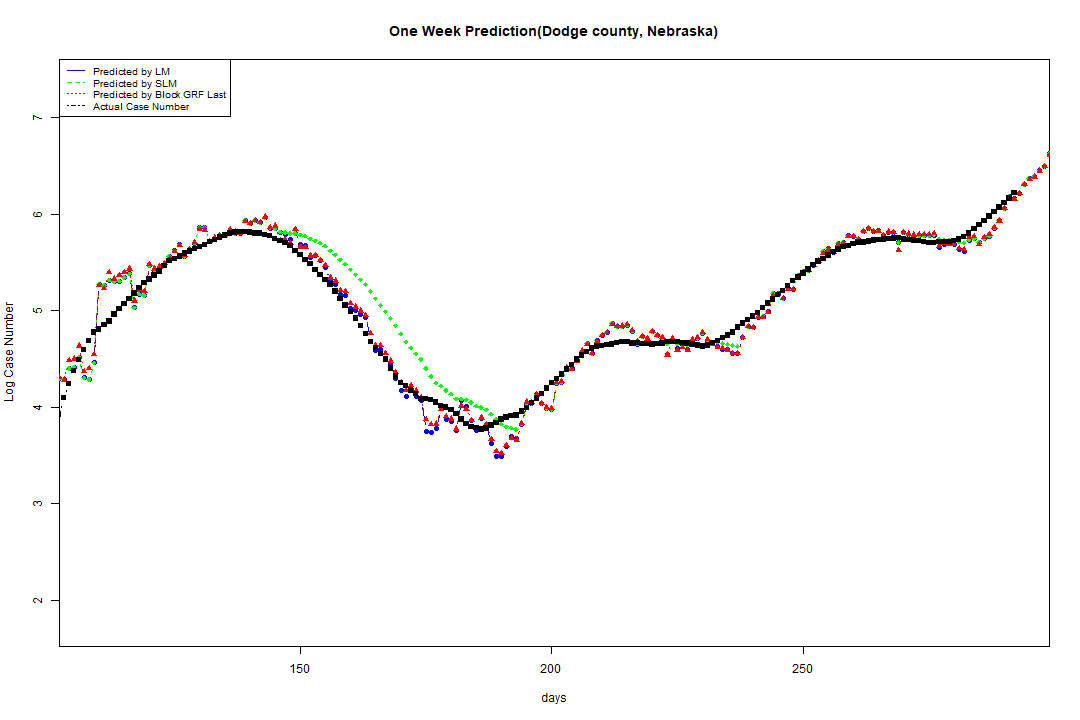 One Week Prediction(Dodge county, Nebraska)
Predicted by LM
Predicted by SLM
Predicted by Block GRF Last
Actual Case Number
7
6
5
4
3
2
Log Case Number
150
200
250
days